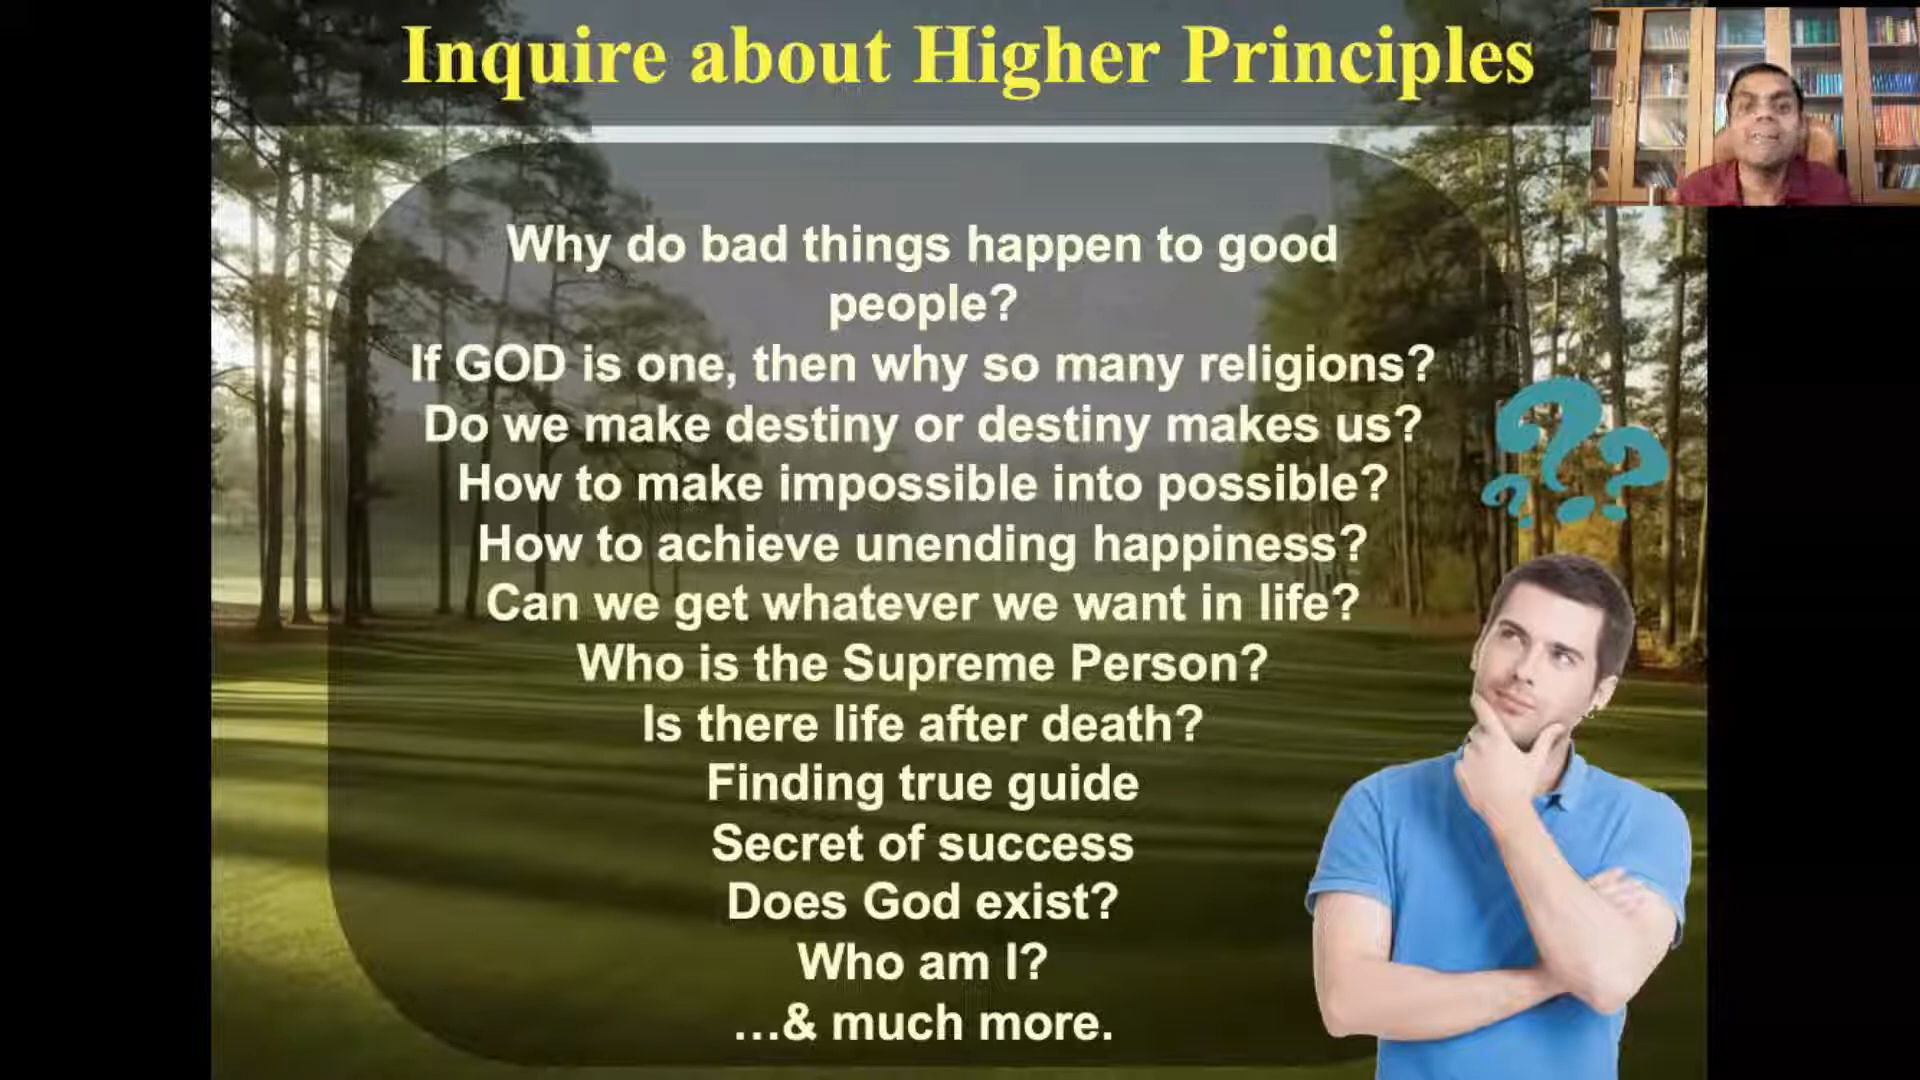 Inquire about Higher Principles
Why do bad things happen to good
people?
If GOD is one, then why so many religions?
Do we make destiny or destiny makes us?
How to make impossible into possible?
How to achieve unending happiness?
Can we get whatever we want in life?
Who is the Supreme Person?
Is there life after death?
Finding true guide
Secret of success
Does God exist?
Who am I?
...& much more.